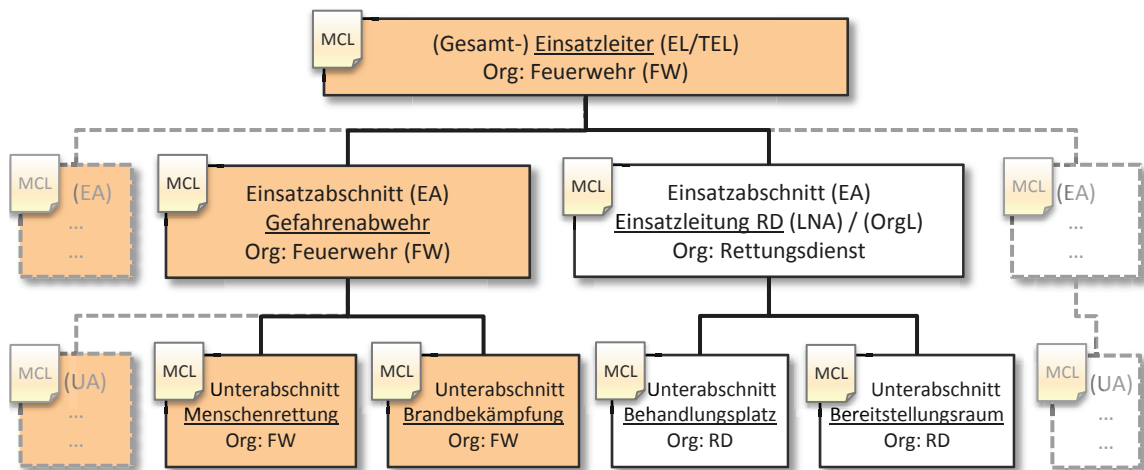 MCL
(Gesamt-) Einsatzleiter (EL/TEL)
Org: Feuerwehr (FW)
MCL
(EA)
...
...
MCL
Einsatzabschnitt (EA)
Gefahrenabwehr
Org: Feuerwehr (FW)
MCL
Einsatzabschnitt (EA)
Einsatzleitung RD (LNA) / (OrgL)
Org: Rettungsdienst
MCL
(EA)
...
...
MCL
(UA)
...
...
MCL
Unterabschnitt
Menschenrettung
Org: FW
MCL
Unterabschnitt
Brandbekämpfung
Org: FW
MCL
Unterabschnitt
Behandlungsplatz
Org: RD
MCL
Unterabschnitt
Bereitstellungsraum
Org: RD
MCL
(UA)
...
...